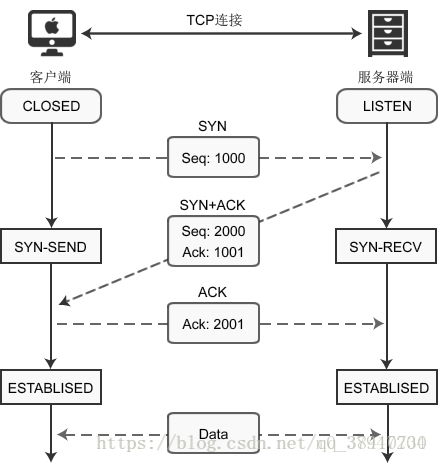 TCP连接
客户端
服务器端
CLOSED
LISTEN
SYN
Seq: 1000
SYN+ACK
Seq: 2000
Ack: 1001
SYN-SEND
SYN-RECV
ACK
Ack: 2001
ESTABLISED
ESTABLISED
Data
https://blog.csdn.net/